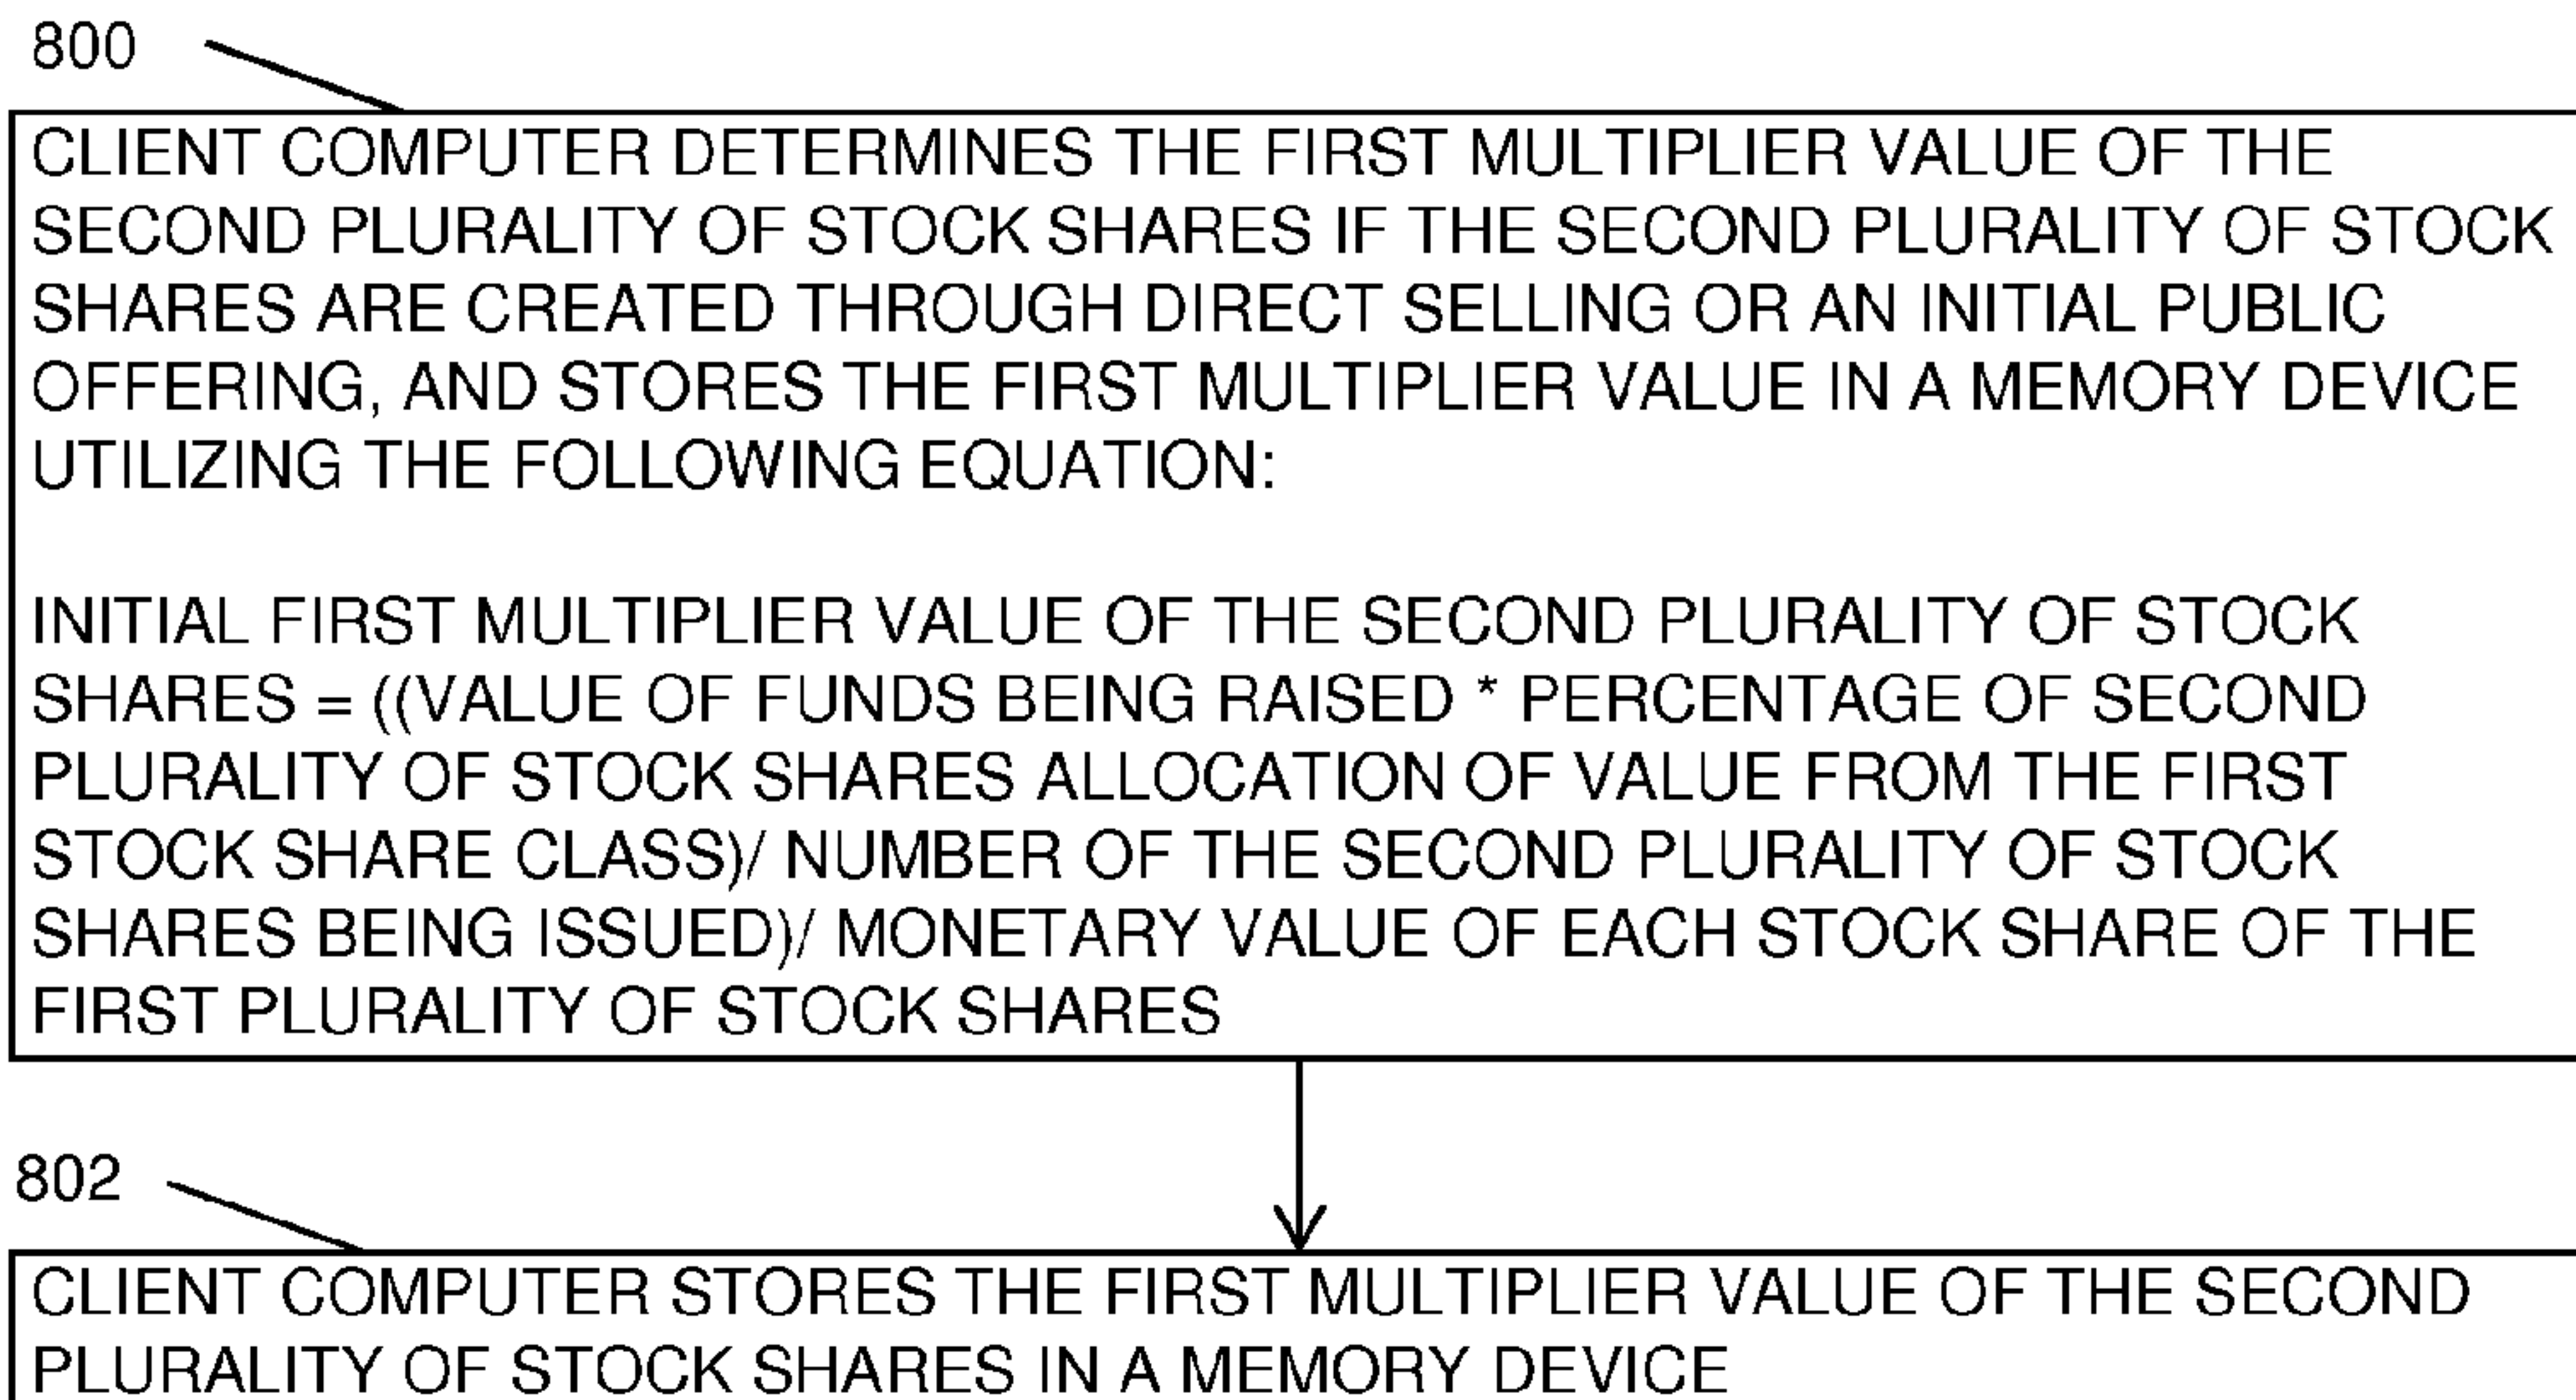 800
CLIENT COMPUTER DETERMINES THE FIRST MULTIPLIER VALUE OF THE
SECOND PLURALITY OF STOCK SHARES IF THE SECOND PLURALITY OF STOCK
SHARES ARE CREATED THROUGH DIRECT SELLING OR AN INITIAL PUBLIC
OFFERING, AND STORES THE FIRST MULTIPLIER VALUE IN A MEMORY DEVICE
UTILIZING THE FOLLOWING EQUATION:
INITIAL FIRST MULTIPLIER VALUE OF THE SECOND PLURALITY OF STOCK
SHARES = ((VALUE OF FUNDS BEING RAISED * PERCENTAGE OF SECOND
PLURALITY OF STOCK SHARES ALLOCATION OF VALUE FROM THE FIRST
STOCK SHARE CLASS)/ NUMBER OF THE SECOND PLURALITY OF STOCK
SHARES BEING ISSUED)/ MONETARY VALUE OF EACH STOCK SHARE OF THE
FIRST PLURALITY OF STOCK SHARES
802
CLIENT COMPUTER STORES THE FIRST MULTIPLIER VALUE OF THE SECOND
PLURALITY OF STOCK SHARES IN A MEMORY DEVICE